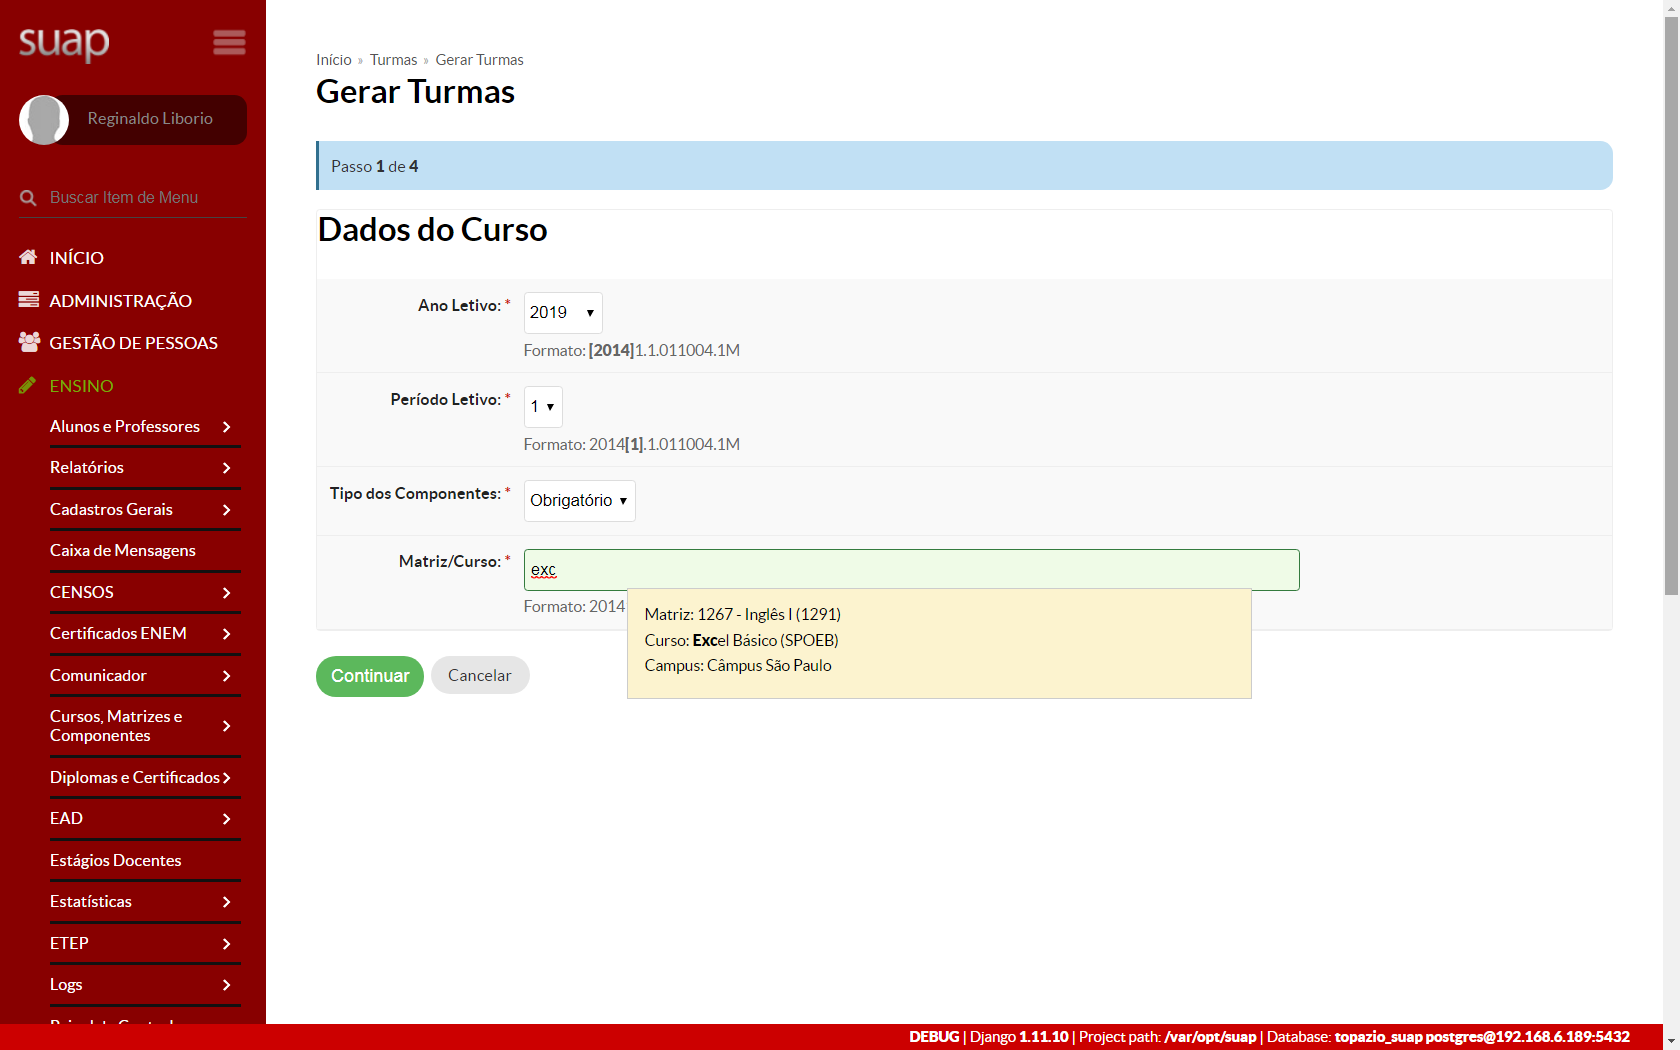 suap
Reginaldo Liborio
Buscar Item de Menu
INÍCIO
ADMINISTRAÇÃO
GESTÃO DE PESSOAS
ENSINO
Alunos e Professores
Relatórios
Cadastros Gerais
Caixa de Mensagens
CENSOS
Certificados ENEM
Comunicador
Cursos, Matrizes e
Componentes
Diplomas e Certificados
EAD
Estágios Docentes
Estatísticas
ETEP
Logs
Início » Turmas » Gerar Turmas
Gerar Turmas
Passo 1 de 4
Dados do Curso
Ano Letivo: * 2019
Formato: [2014]1.1.011004.1M
Período Letivo: * 1
Formato: 2014[1].1.011004.1M
Tipo dos Componentes: * Obrigatório
Matriz/Curso: * exc
Formato: 2014
Matriz: 1267 - Inglês I (1291)
Curso: Excel Básico (SPOEB)
Campus: Câmpus São Paulo
Continuar Cancelar
DEBUG | Django 1.11.10 | Project path: /var/opt/suap | Database: topazio_suap postgres@192.168.6.189:5432